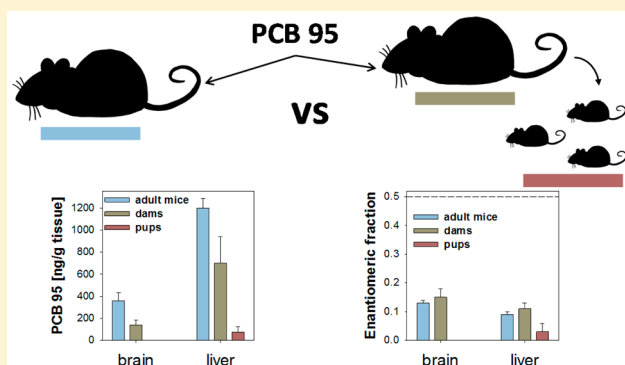 PCB 95
VS
PCB 95 [ng/g tissue]
1200
1000
800
600
400
200
0
adult mice
dams
pups
brain liver
Enantiomeric fraction
0.5
0.4
0.3
0.2
0.1
0.0
adult mice
dams
pups
brain liver